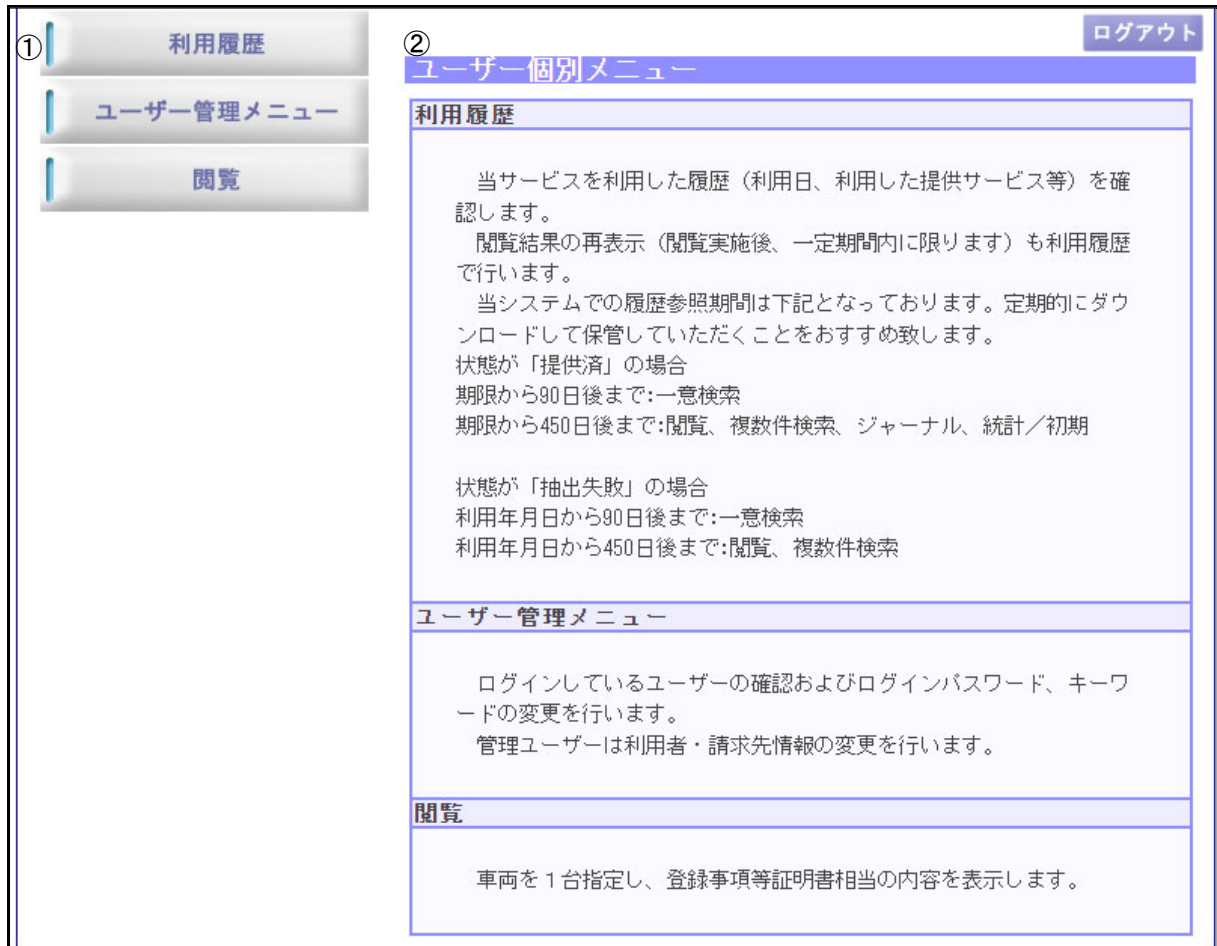 ①
利用履歴
ユーザー管理メニュー
閲覧
ログアウト
②
ユーザー個別メニュー
利用履歴
　当サービスを利用した履歴（利用日、利用した提供サービス等）を確
認します。
　閲覧結果の再表示（閲覧実施後、一定期間内に限ります）も利用履歴
で行います。
　当システムでの履歴参照期間は下記となっております。定期的にダウ
ンロードして保管していただくことをおすすめ致します。
状態が「提供済」の場合
期限から90日後まで:一意検索
期限から450日後まで:閲覧、複数件検索、ジャーナル、統計／初期
状態が「抽出失敗」の場合
利用年月日から90日後まで:一意検索
利用年月日から450日後まで:閲覧、複数件検索
ユーザー管理メニュー
　ログインしているユーザーの確認およびログインパスワード、キーワ
ードの変更を行います。
　管理ユーザーは利用者・請求先情報の変更を行います。
閲覧
　車両を１台指定し、登録事項等証明書相当の内容を表示します。